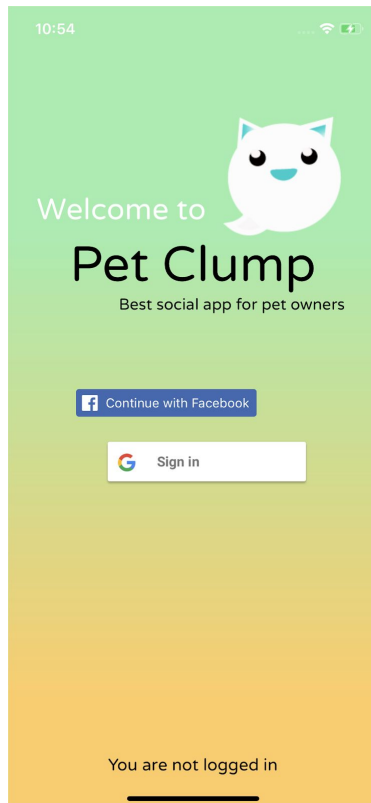 10:54
Welcome to
Pet Clump
Best social app for pet owners
Continue with Facebook
Sign in
You are not logged in